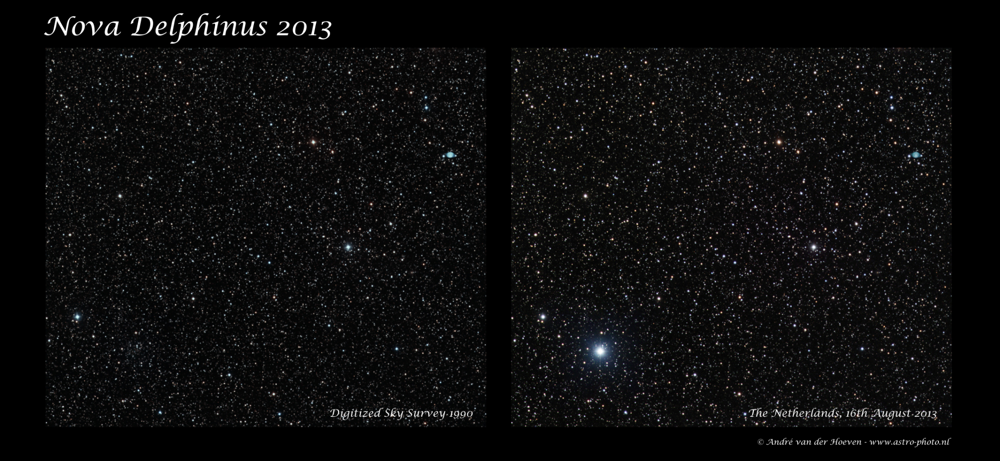 Nova Delphinus 2013
Digitized Sky Survey 1990
The Netherlands, 16th August 2013
© André van der Hoeven - www.astro-photo.nl